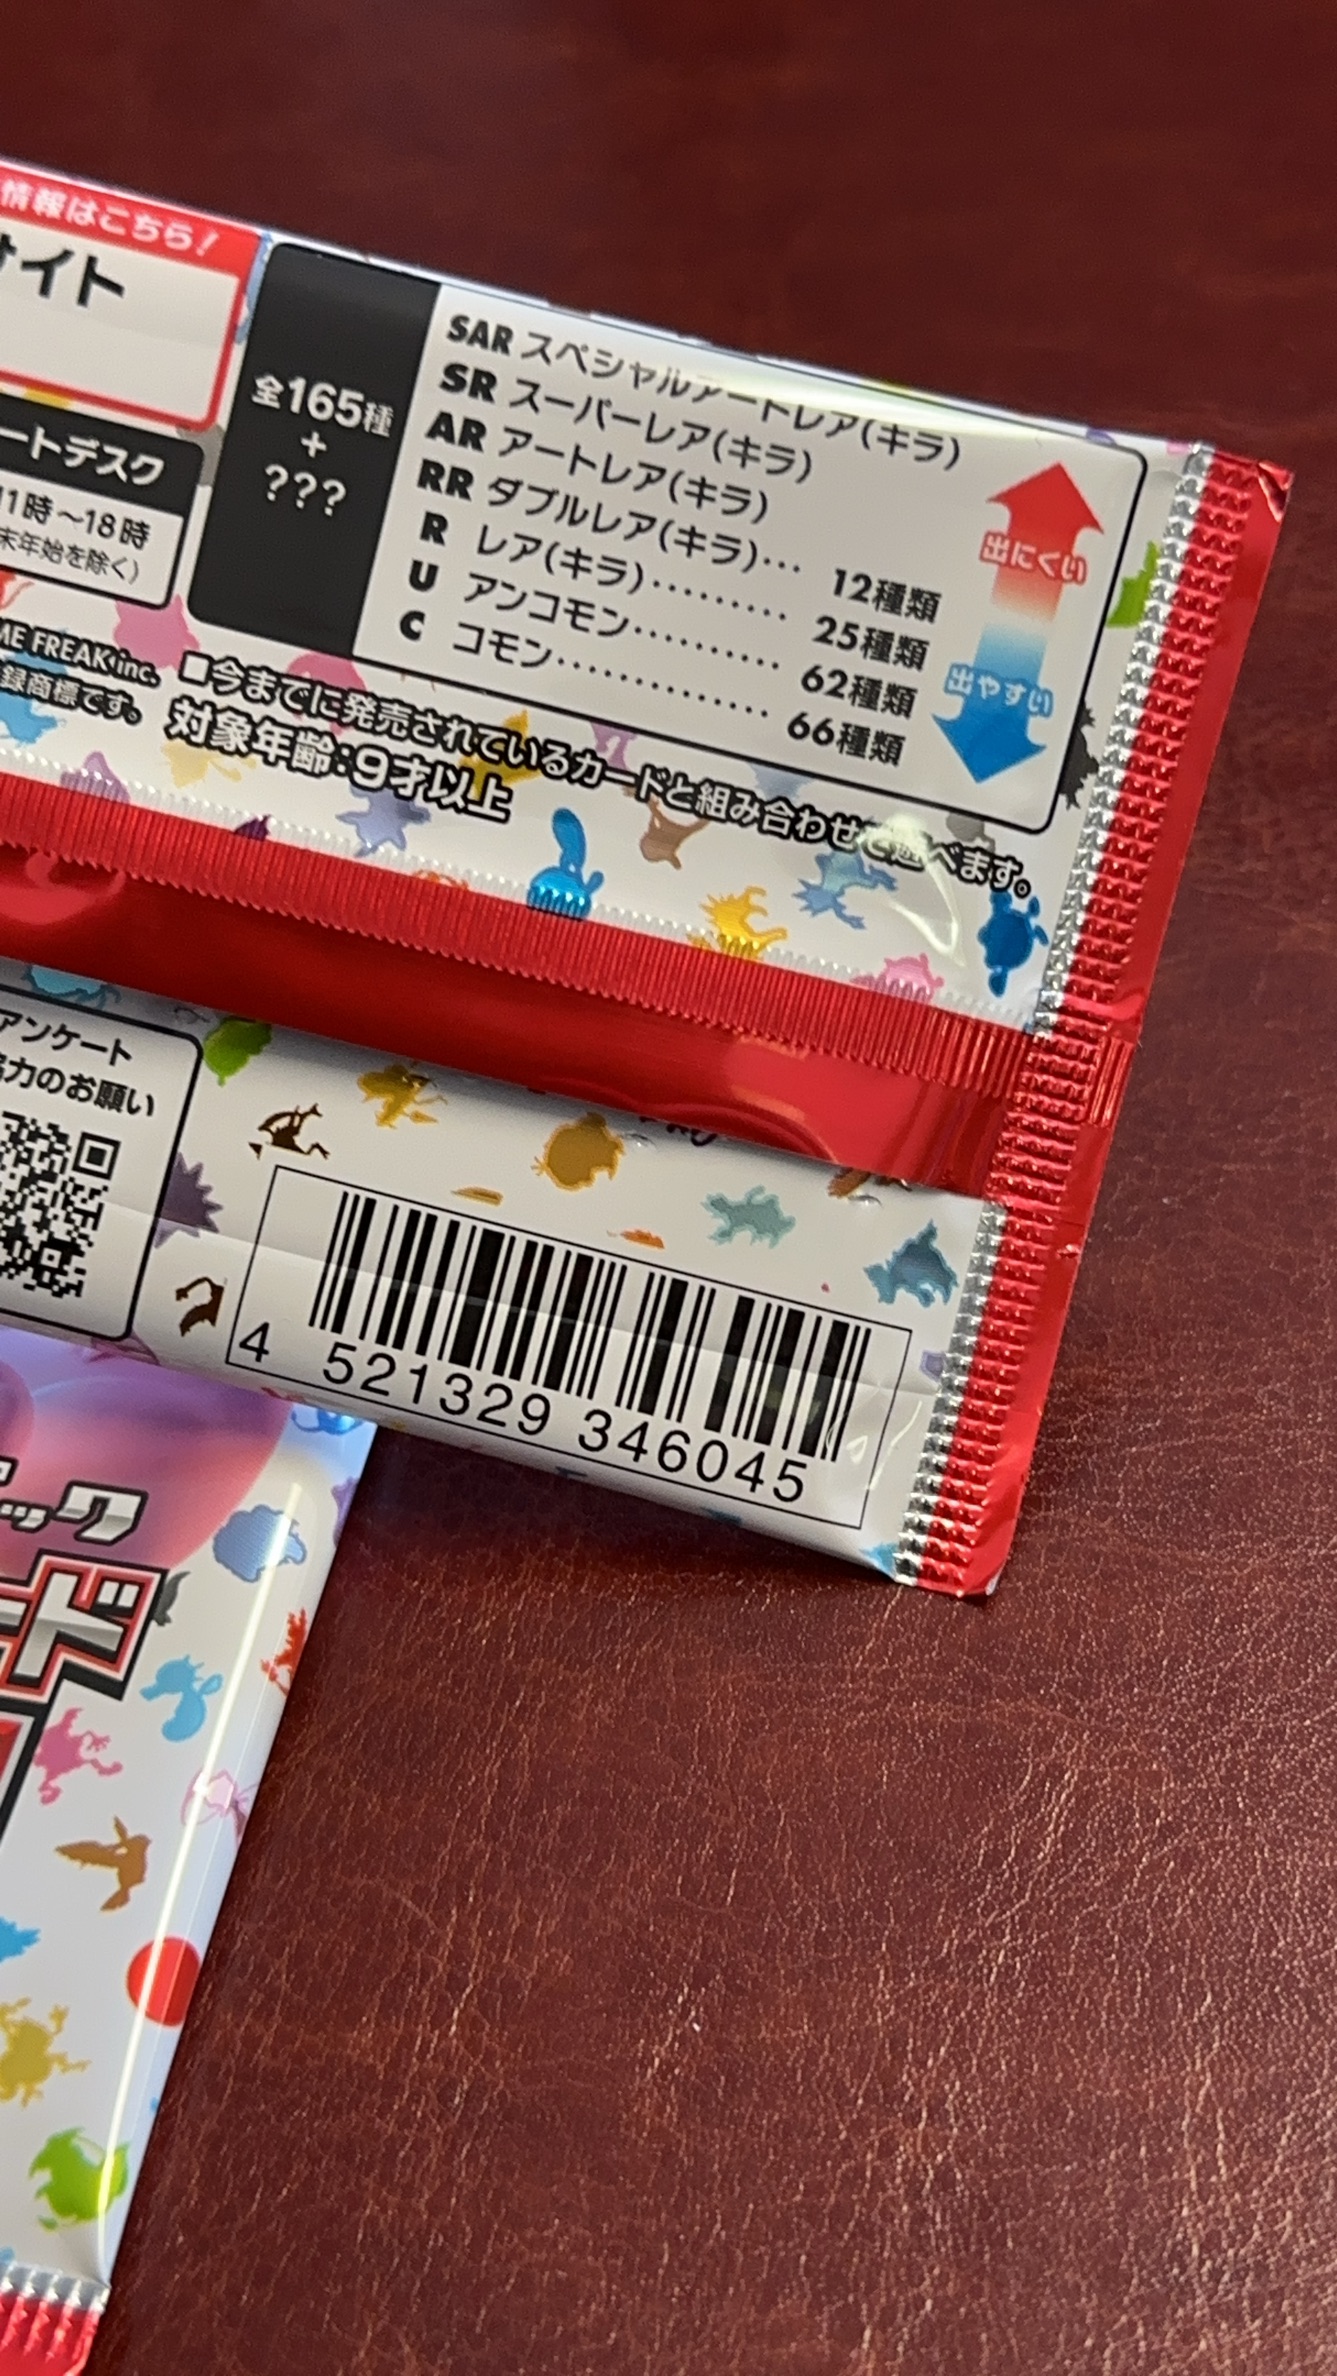 情報はこちら!
サイト
ートデスク
11時～18時
末年始を除く)
全165種
+
???
SAR スペシャルアートレア(キラ)
SR スーパーレア(キラ)
AR アートレア(キラ)
RR ダブルレア(キラ)… 12種類
R レア(キラ)……… 25種類
U アンコモン……… 62種類
C コモン………… 66種類
出にくい
出やすい
ME FREAK inc.
録商標です。
■今までに発売されているカードと組み合わせて遊べます。
対象年齢:9才以上
アンケート
協力のお願い
4 521329 346045
ック
ード